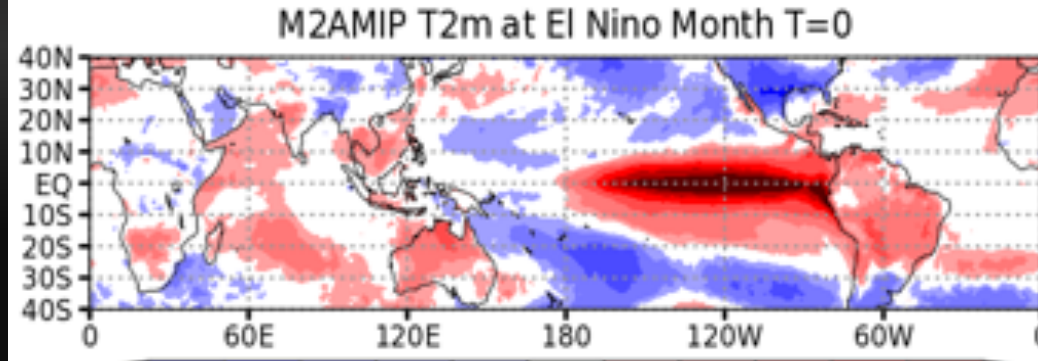 M2AMIP T2m at El Nino Month T=0
40N
30N
20N
10N
EQ
10S
20S
30S
40S
0 60E 120E 180 120W 60W